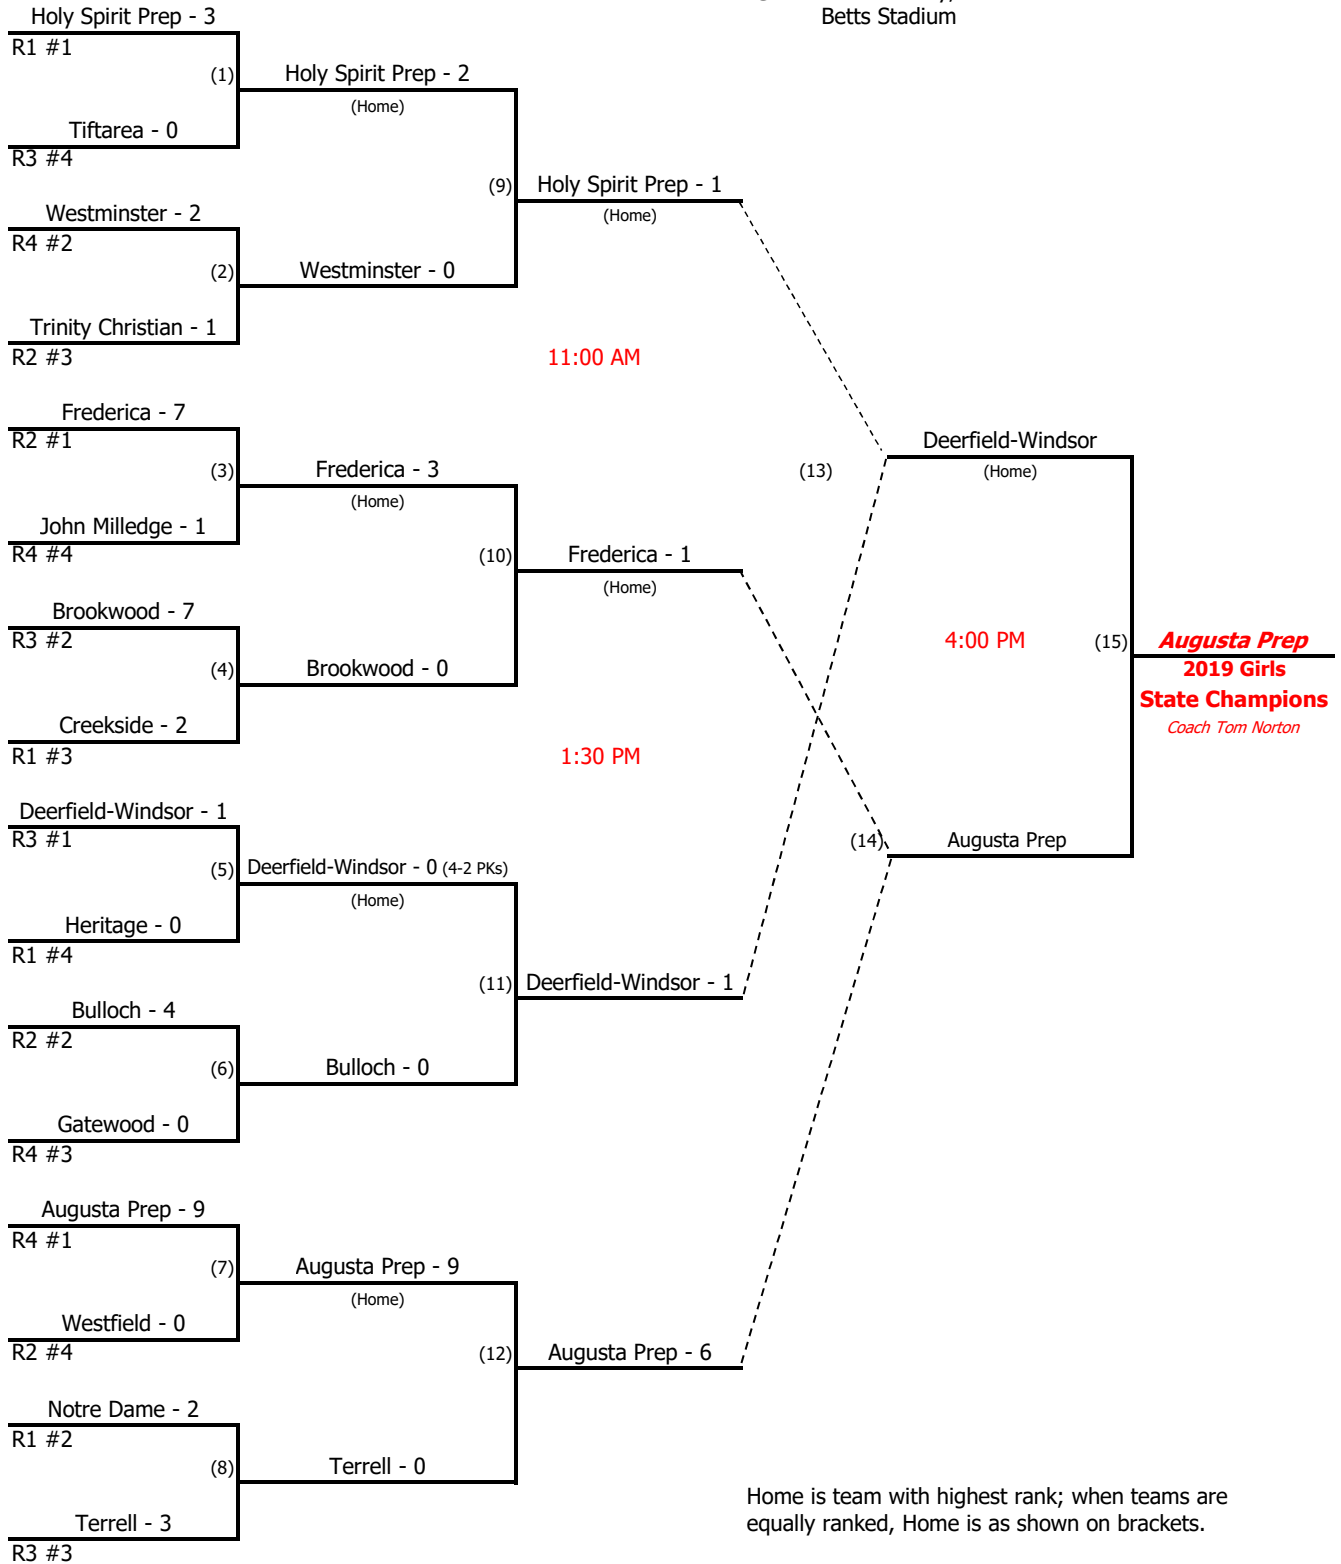 Betts Stadium
Holy Spirit Prep - 3
R1 #1
(1)
Tiftarea - 0
R3 #4
Westminster - 2
R4 #2
(2)
Trinity Christian - 1
R2 #3
Frederica - 7
R2 #1
(3)
John Milledge - 1
R4 #4
Brookwood - 7
R3 #2
(4)
Creekside - 2
R1 #3
Deerfield-Windsor - 1
R3 #1
(5)
Heritage - 0
R1 #4
Bulloch - 4
R2 #2
(6)
Gatewood - 0
R4 #3
Augusta Prep - 9
R4 #1
(7)
Westfield - 0
R2 #4
Notre Dame - 2
R1 #2
(8)
Terrell - 3
R3 #3
Holy Spirit Prep - 2
(Home)
(9)
Westminster - 0
Frederica - 3
(Home)
(10)
Brookwood - 0
Deerfield-Windsor - 0 (4-2 PKs)
(Home)
(11)
Bulloch - 0
Augusta Prep - 9
(Home)
(12)
Terrell - 0
Holy Spirit Prep - 1
(Home)
11:00 AM
Frederica - 1
(Home)
1:30 PM
Deerfield-Windsor - 1
Augusta Prep - 6
(13)
Deerfield-Windsor
(Home)
4:00 PM
(15)
(14)
Augusta Prep
Augusta Prep
2019 Girls
State Champions
Coach Tom Norton
Home is team with highest rank; when teams are
equally ranked, Home is as shown on brackets.